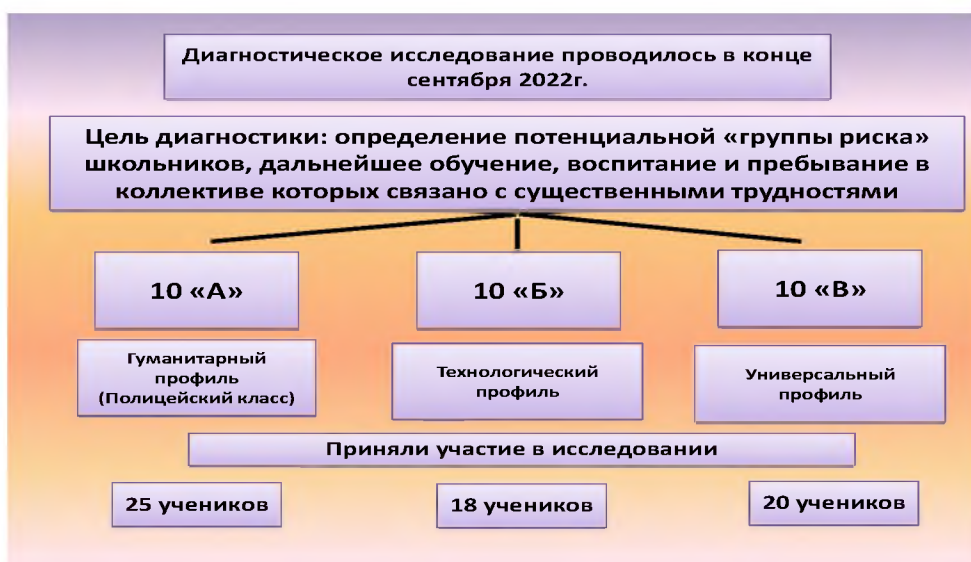 Диагностическое исследование проводилось в конце
сентября 2022г.
Цель диагностики: определение потенциальной «группы риска»
школьников, дальнейшее обучение, воспитание и пребывание в
коллективе которых связано с существенными трудностями
10 «А»
10 «Б»
10 «В»
Гуманитарный
профиль
(Полицейский класс)
Технологический
профиль
Универсальный
профиль
Приняли участие в исследовании
25 учеников
18 учеников
20 учеников